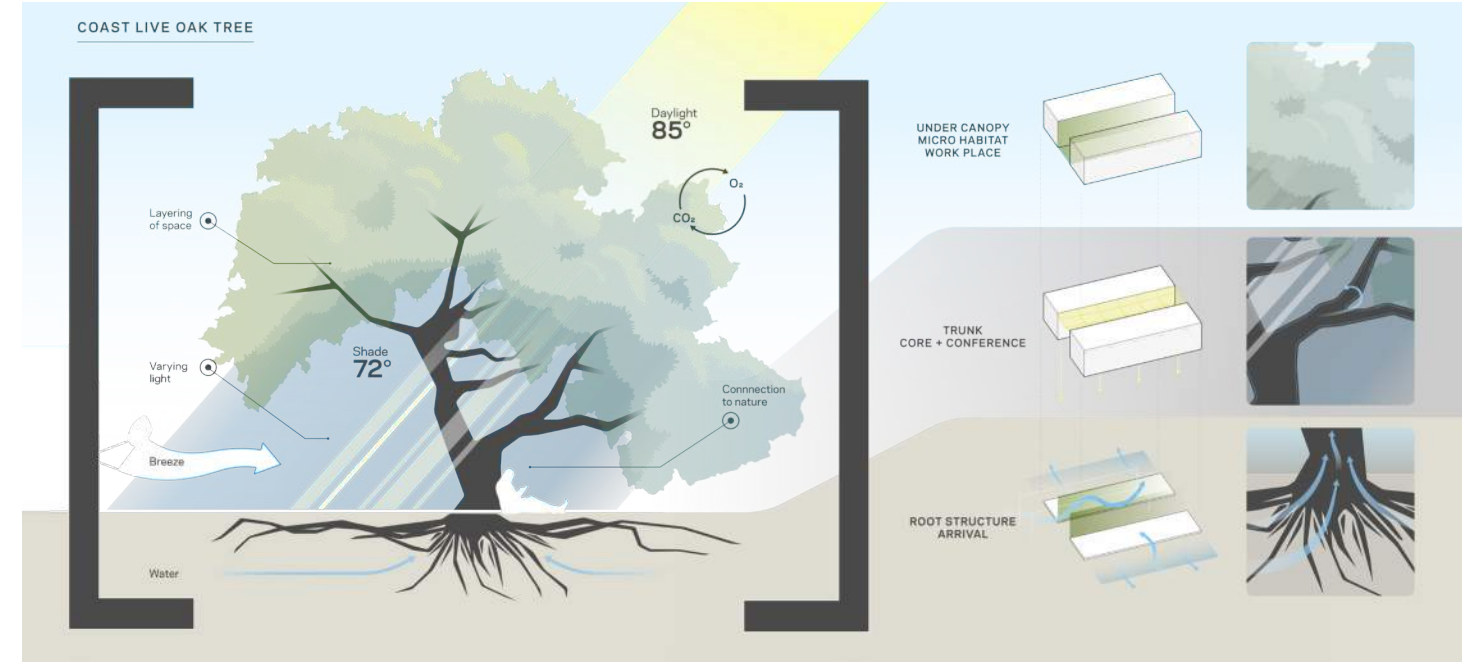 COAST LIVE OAK TREE
Daylight
85°
O₂
CO₂
Layering
of space
Shade
72°
Varying
light
Connnection
to nature
Breeze
Water
UNDER CANOPY
MICRO HABITAT
WORK PLACE
TRUNK
CORE + CONFERENCE
ROOT STRUCTURE
ARRIVAL